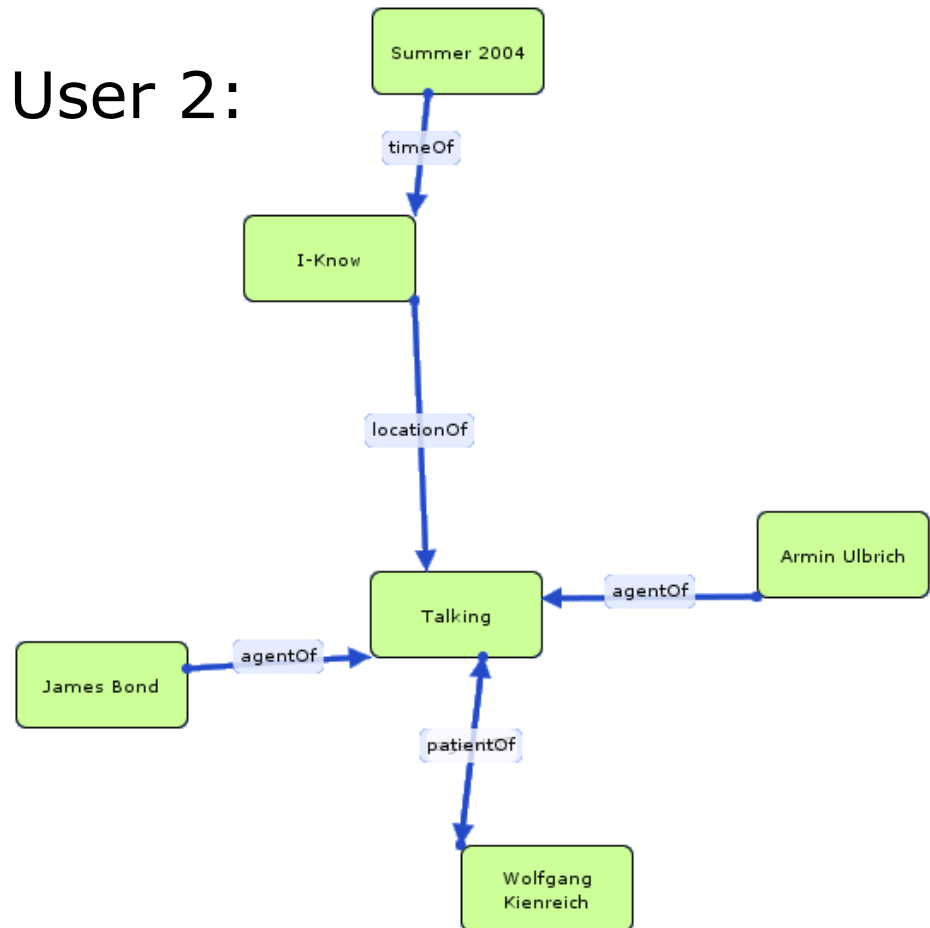 Summer 2004
User 2:
timeOf
I-Know
locationOf
Armin Ulbrich
agentOf
Talking
agentOf
James Bond
patientOf
Wolfgang
Kienreich